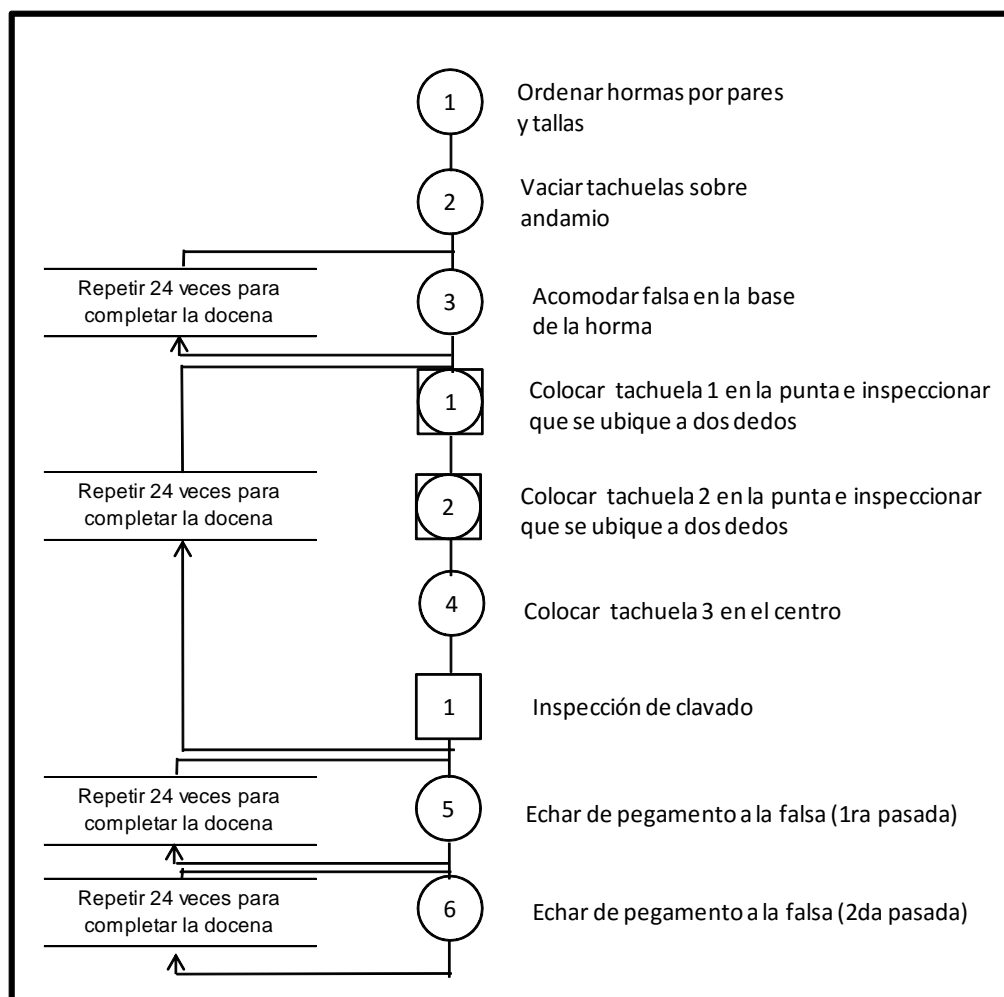 1
Ordenar hormas por pares
y tallas
2
Vaciar tachuelas sobre
andamio
Repetir 24 veces para
completar la docena
3
Acomodar falsa en la base
de la horma
1
Colocar tachuela 1 en la punta e inspeccionar
que se ubique a dos dedos
Repetir 24 veces para
completar la docena
2
Colocar tachuela 2 en la punta e inspeccionar
que se ubique a dos dedos
4
Colocar tachuela 3 en el centro
1
Inspección de clavado
Repetir 24 veces para
completar la docena
5
Echar de pegamento a la falsa (1ra pasada)
Repetir 24 veces para
completar la docena
6
Echar de pegamento a la falsa (2da pasada)